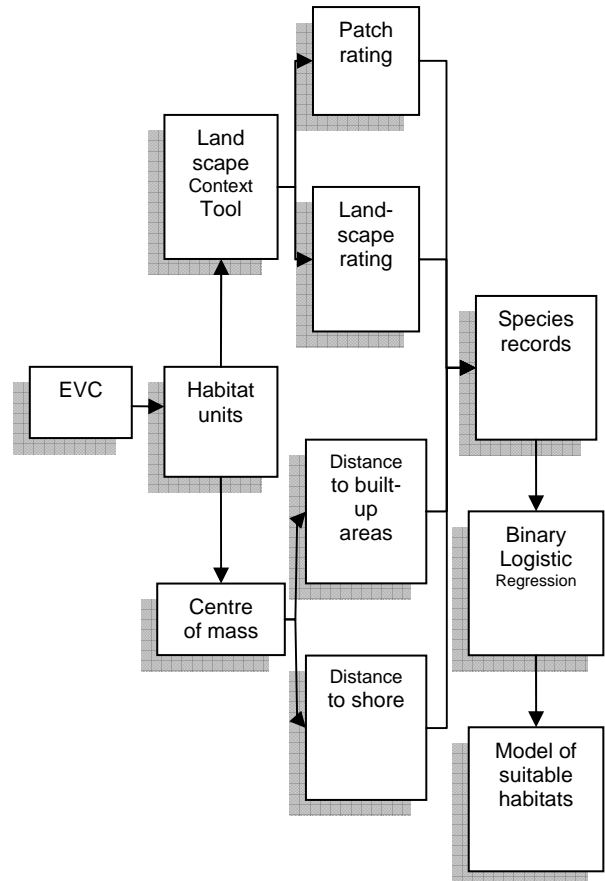 Patch
rating
Land
scape
Context
Tool
Land-
scape
rating
Species
records
EVC
Habitat
units
Distance
to built-
up
areas
Binary
Logistic
Regression
Centre
of mass
Distance
to shore
Model of
suitable
habitats